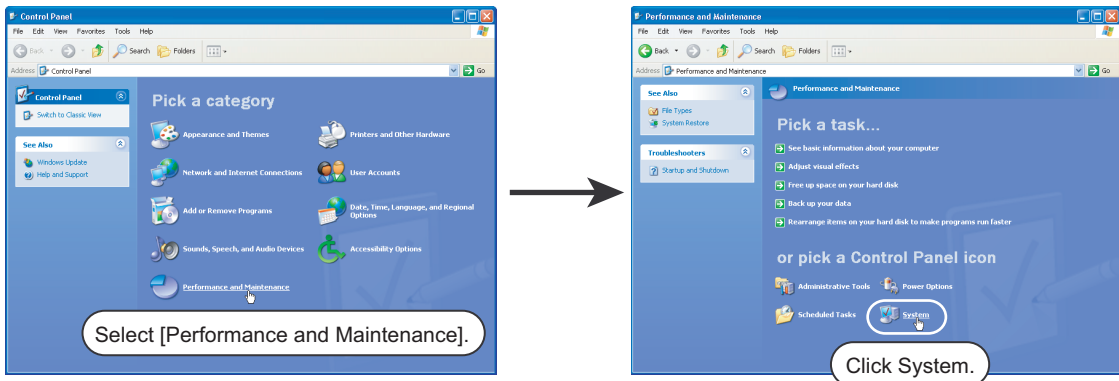 Control Panel
File Edit View Favorites Tools Help
Back Search Folders
Address Control Panel Go
Control Panel
Switch to Classic View
See Also
Windows Update
Help and Support
Pick a category
Appearance and Themes
Printers and Other Hardware
Network and Internet Connections
User Accounts
Add or Remove Programs
Date, Time, Language, and Regional
Options
Sounds, Speech, and Audio Devices
Accessibility Options
Performance and Maintenance
Select [Performance and Maintenance].
Performance and Maintenance
File Edit View Favorites Tools Help
Back Search Folders
Address Performance and Maintenance Go
See Also
File Types
System Restore
Troubleshooters
Startup and Shutdown
Performance and Maintenance
Pick a task...
See basic information about your computer
Adjust visual effects
Free up space on your hard disk
Back up your data
Rearrange items on your hard disk to make programs run faster
or pick a Control Panel icon
Administrative Tools
Power Options
Scheduled Tasks
System
Click System.